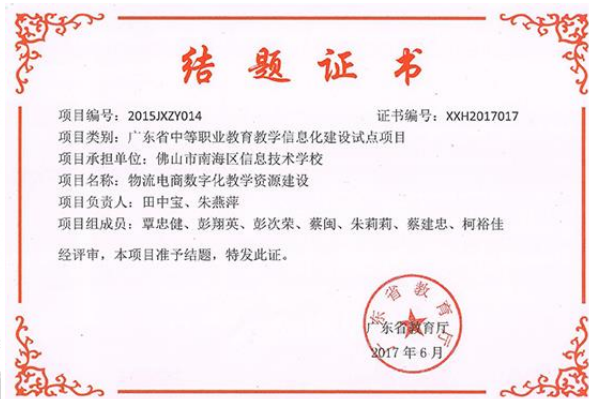 结题证书
项目编号：2015JXZY014 证书编号：XXH2017017
项目类别：广东省中等职业教育教学信息化建设试点项目
项目承担单位：佛山市南海区信息技术学校
项目名称：物流电商数字化教学资源建设
项目负责人：田中宝、朱燕萍
项目组成员：覃忠健、彭翔英、彭次荣、蔡闽、朱莉莉、蔡建忠、柯裕佳
经评审，本项目准予结题，特发此证。
广东省教育厅
广东省教育厅
2017年6月